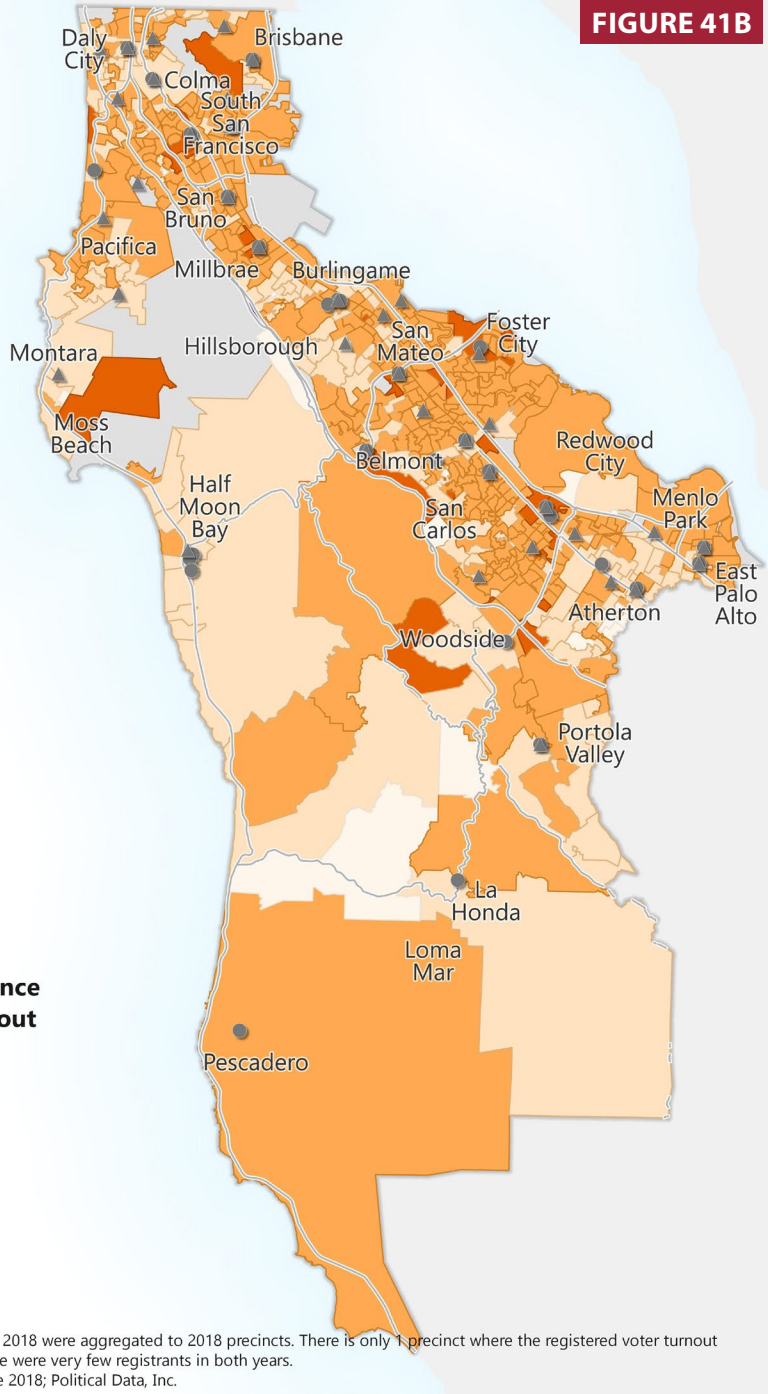 FIGURE 41B
Daly
City
Brisbane
Colma
South
San
Francisco
San
Bruno
Pacifica
Millbrae
Burlingame
Montara
Hillsborough
San
Mateo
Foster
City
Moss
Beach
Belmont
Redwood
City
Half
Moon
Bay
San
Carlos
Menlo
Park
East
Palo
Alto
Atherton
Woodside
Portola
Valley
La
Honda
Loma
Mar
nce
out
Pescadero
2018 were aggregated to 2018 precincts. There is only 1 precinct where the registered voter turnout
e were very few registrants in both years.
e 2018; Political Data, Inc.